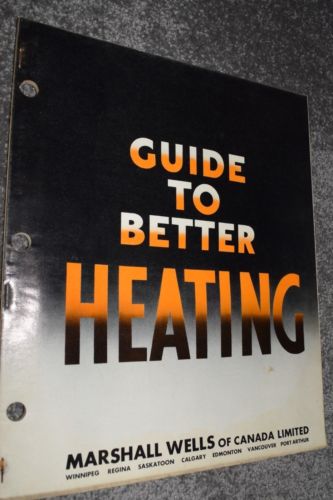 GUIDE
TO
BETTER
HEATING
MARSHALL WELLS OF CANADA LIMITED
WINNIPEG REGINA SASKATOON CALGARY EDMONTON VANCOUVER PORT ARTHUR